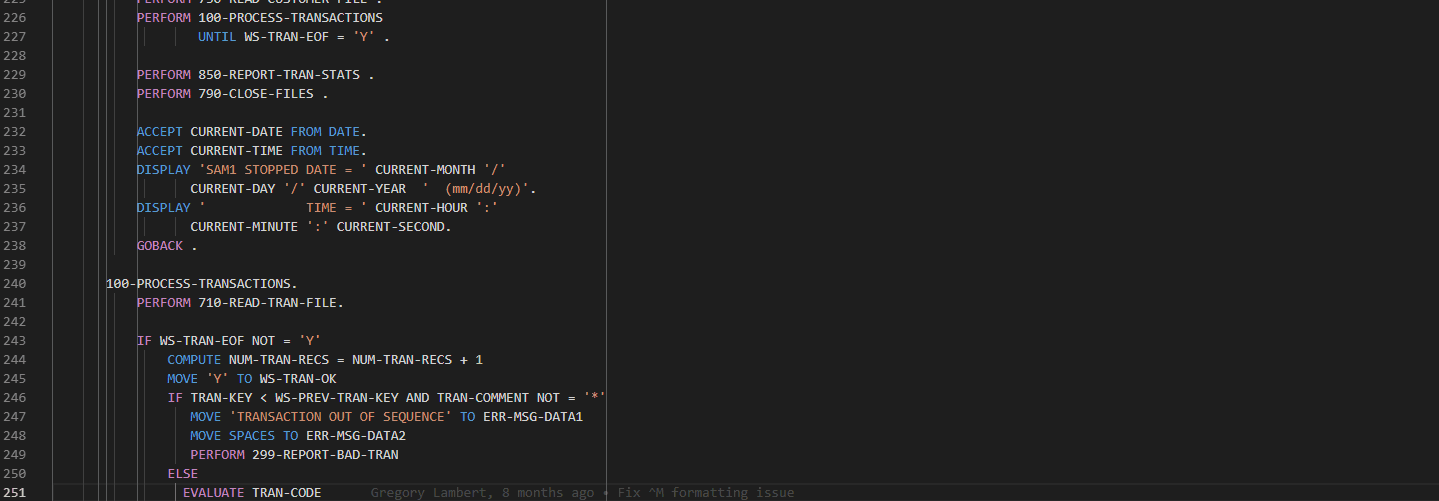 225 PERFORM 730-READ-CUSTOMER-FILE .
226 PERFORM 100-PROCESS-TRANSACTIONS
227 UNTIL WS-TRAN-EOF = 'Y' .
228
229 PERFORM 850-REPORT-TRAN-STATS .
230 PERFORM 790-CLOSE-FILES .
231
232 ACCEPT CURRENT-DATE FROM DATE.
233 ACCEPT CURRENT-TIME FROM TIME.
234 DISPLAY 'SAM1 STOPPED DATE = ' CURRENT-MONTH '/'
235 CURRENT-DAY '/' CURRENT-YEAR  '  (mm/dd/yy)'.
236 DISPLAY '             TIME = ' CURRENT-HOUR ':'
237 CURRENT-MINUTE ':' CURRENT-SECOND.
238 GOBACK .
239
240 100-PROCESS-TRANSACTIONS.
241 PERFORM 710-READ-TRAN-FILE.
242
243 IF WS-TRAN-EOF NOT = 'Y'
244 COMPUTE NUM-TRAN-RECS = NUM-TRAN-RECS + 1
245 MOVE 'Y' TO WS-TRAN-OK
246 IF TRAN-KEY < WS-PREV-TRAN-KEY AND TRAN-COMMENT NOT = '*'
247 MOVE 'TRANSACTION OUT OF SEQUENCE' TO ERR-MSG-DATA1
248 MOVE SPACES TO ERR-MSG-DATA2
249 PERFORM 299-REPORT-BAD-TRAN
250 ELSE
251 EVALUATE TRAN-CODE Gregory Lambert, 8 months ago • Fix ^M formatting issue